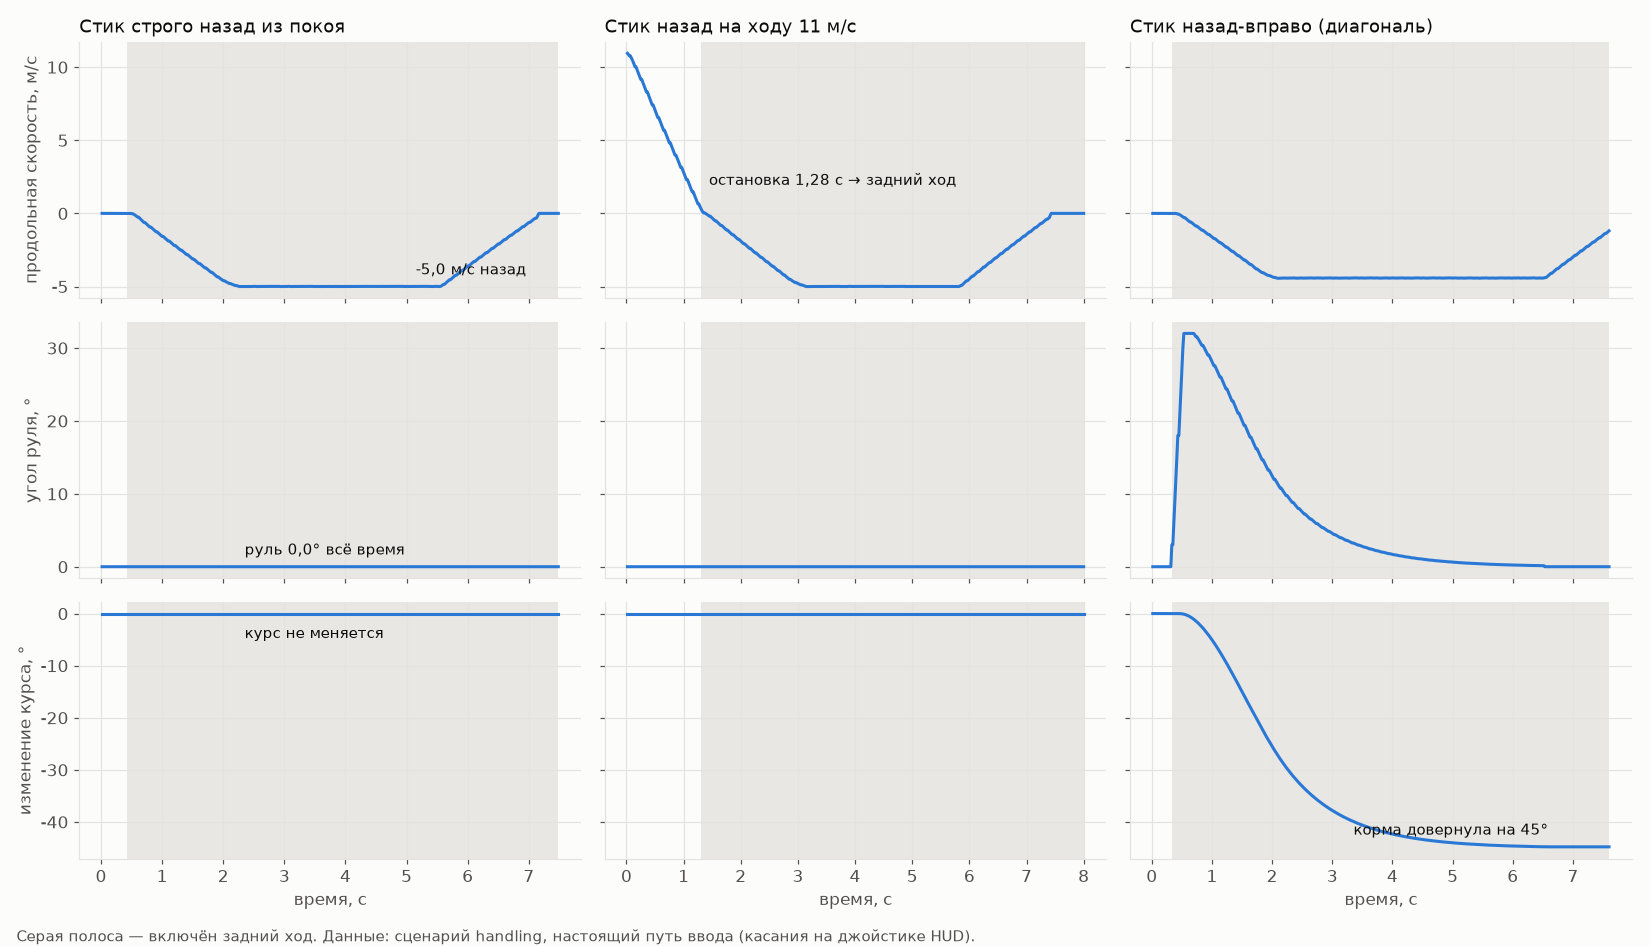 Стик строго назад из покоя
Стик назад на ходу 11 м/с
Стик назад-вправо (диагональ)
продольная скорость, м/с
10
5
0
-5
-5,0 м/с назад
остановка 1,28 с → задний ход
угол руля, °
30
20
10
0
руль 0,0° всё время
изменение курса, °
0
-10
-20
-30
-40
курс не меняется
корма довернула на 45°
0 1 2 3 4 5 6 7
0 1 2 3 4 5 6 7 8
0 1 2 3 4 5 6 7
время, с
время, с
время, с
Серая полоса — включён задний ход. Данные: сценарий handling, настоящий путь ввода (касания на джойстике HUD).